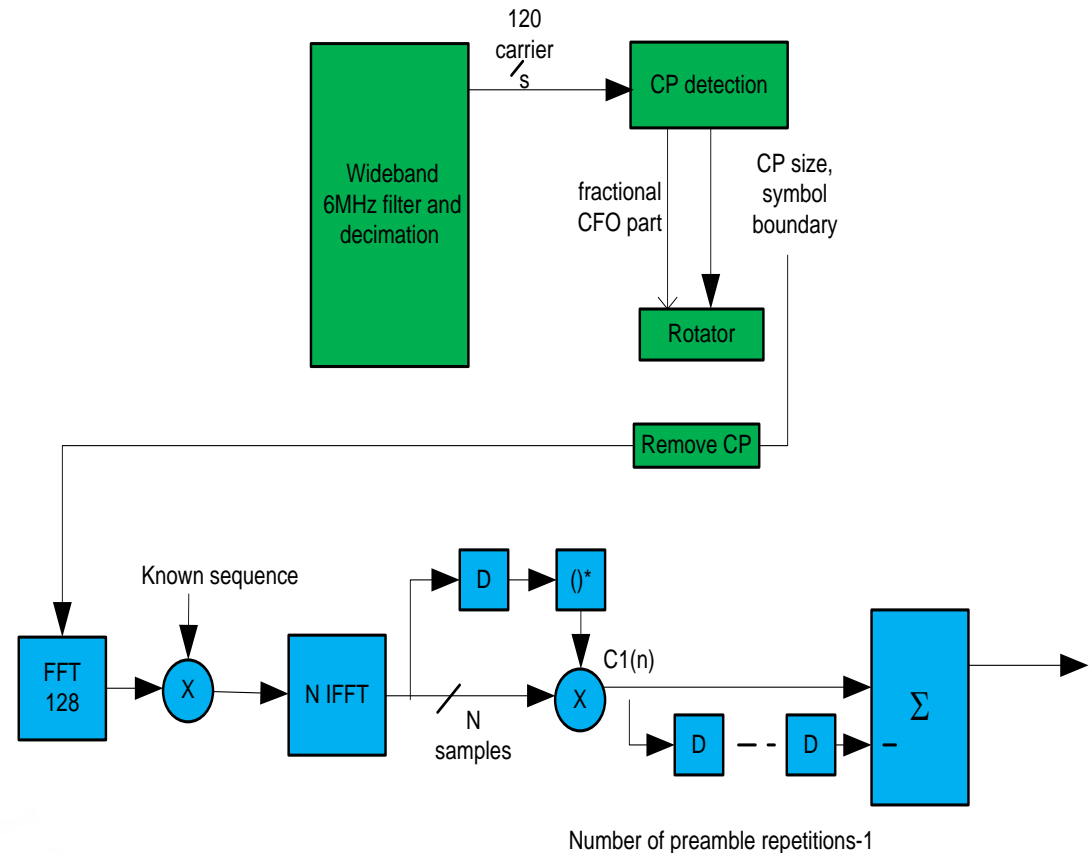 120
carrier
s
CP detection
Wideband
6MHz filter and
decimation
fractional
CFO part
CP size,
symbol
boundary
Rotator
Remove CP
Known sequence
D
()*
FFT
128
X
N IFFT
N
samples
X
C1(n)
D
D
-
Σ
Number of preamble repetitions-1